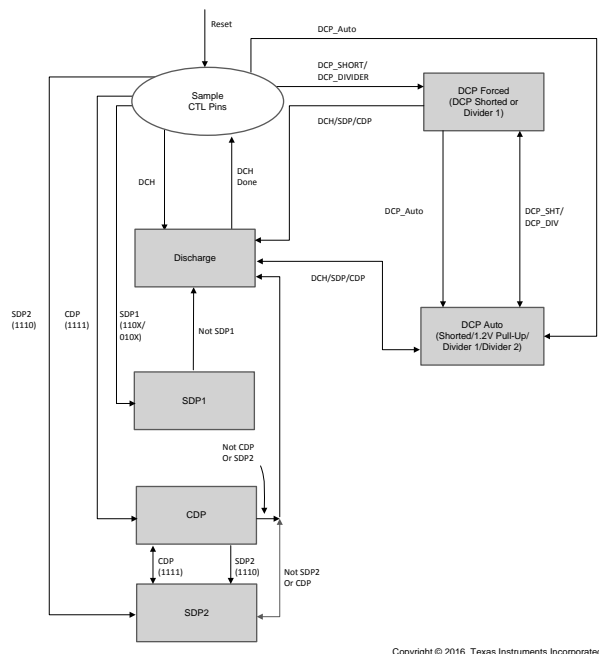 Reset
DCP_Auto
DCP_SHORT/
DCP_DIVIDER
Sample
CTL Pins
DCP Forced
(DCP Shorted or
Divider 1)
DCH/SDP/CDP
DCH
DCH
Done
DCP_Auto
DCP_SHT/
DCP_DIV
Discharge
DCH/SDP/CDP
SDP2
(1110)
CDP
(1111)
SDP1
(110X/
010X)
Not SDP1
DCP Auto
(Shorted/1.2V Pull-Up/
Divider 1/Divider 2)
SDP1
Not CDP
Or SDP2
CDP
CDP
(1111)
SDP2
(1110)
Not SDP2
Or CDP
SDP2
Copyright © 2016, Texas Instruments Incorporated